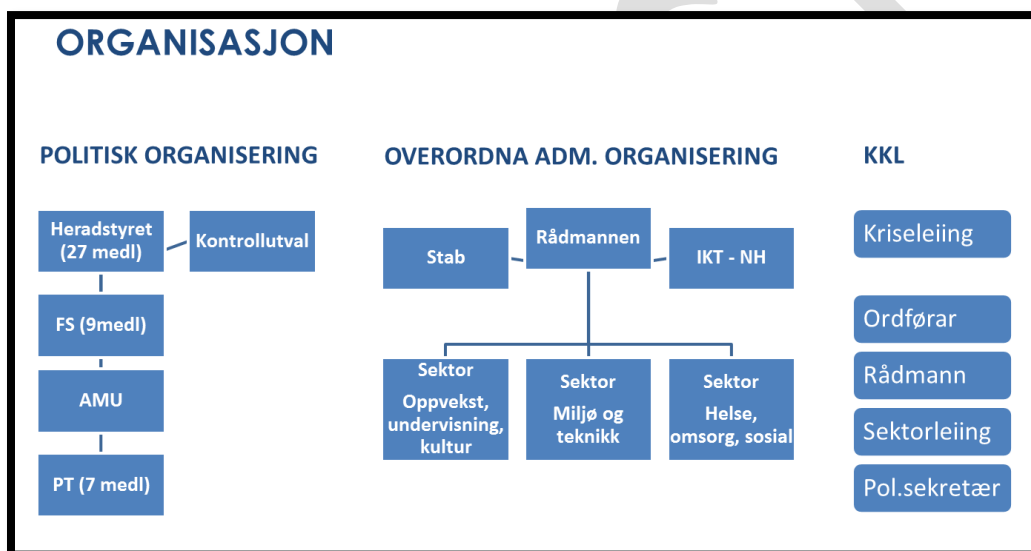 ORGANISASJON
POLITISK ORGANISERING
Heradstyret
(27 medl)
Kontrollutval
FS (9medl)
AMU
PT (7 medl)
OVERORDNA ADM. ORGANISERING
Rådmannen
Stab
IKT - NH
Sektor
Oppvekst,
undervisning,
kultur
Sektor
Miljø og
teknikk
Sektor
Helse,
omsorg, sosial
KKL
Kriseleiing
Ordførar
Rådmann
Sektorleiing
Pol.sekretær